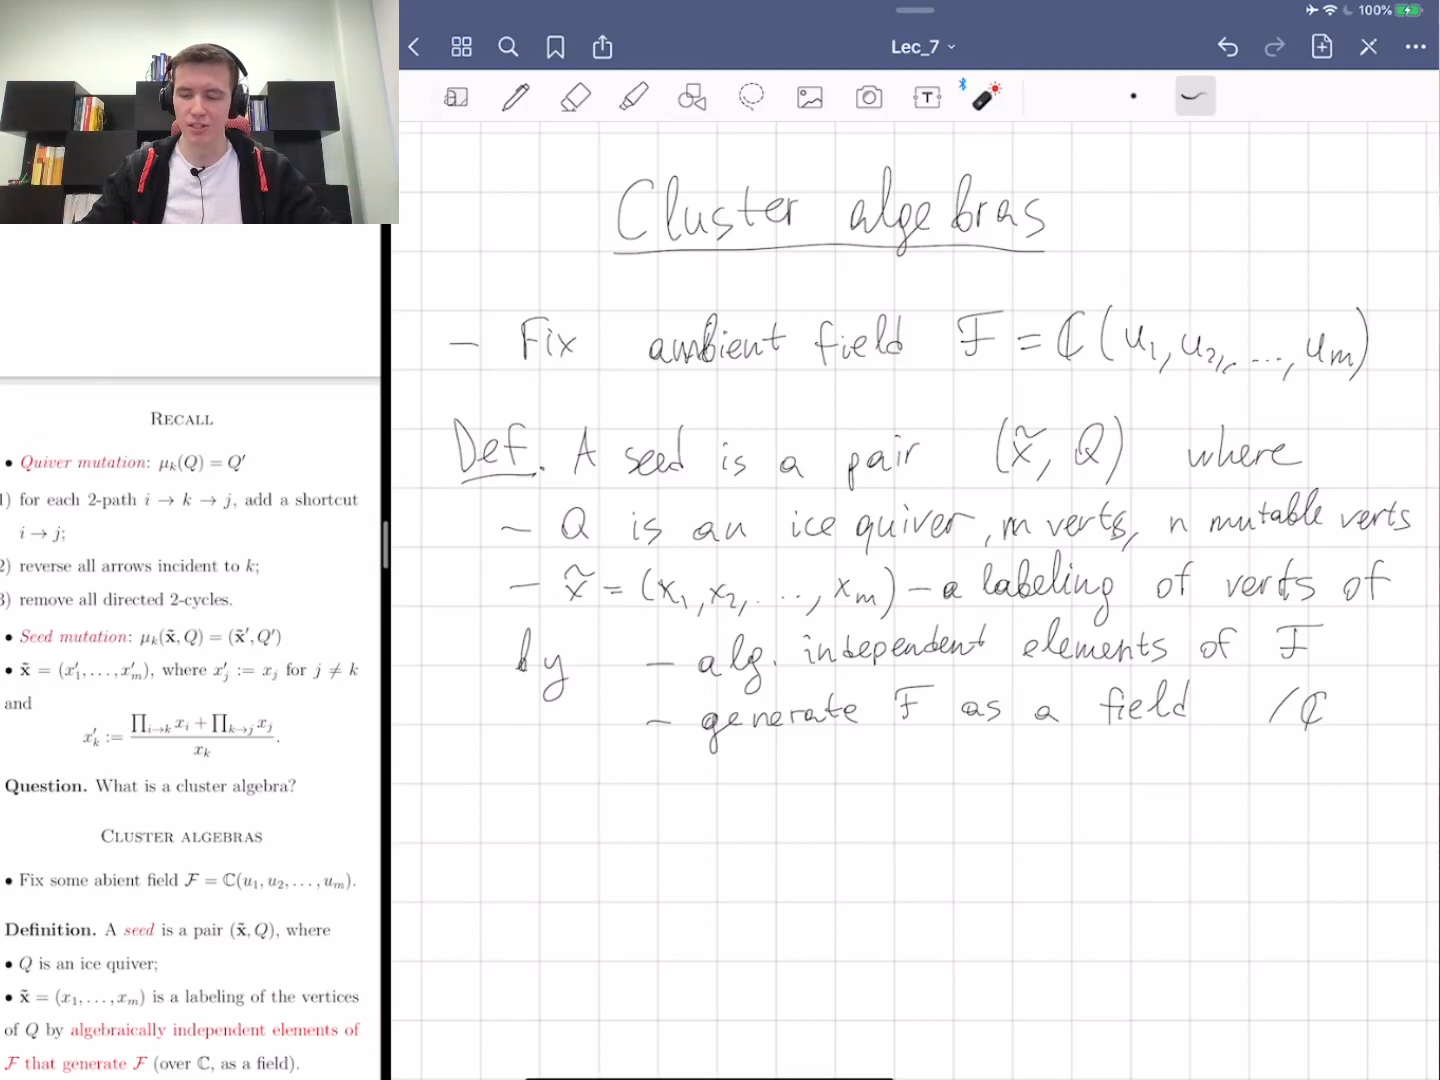 100%
Lec_7
T
Cluster algebras
— Fix ambient field F = ℂ(u₁, u₂, ..., uₘ)
Def. A seed is a pair (x̃, Q) where
– Q is an ice quiver, m verts, n mutable verts
– x̃ = (x₁, x₂, ..., xₘ) – a labeling of verts of
by – alg. independent elements of F
– generate F as a field /ℂ
RECALL
• Quiver mutation: μₖ(Q) = Q′
1) for each 2-path i → k → j, add a shortcut
i → j;
2) reverse all arrows incident to k;
3) remove all directed 2-cycles.
• Seed mutation: μₖ(x̃, Q) = (x̃′, Q′)
• x̃ = (x′₁, . . . , x′ₘ), where x′ⱼ := xⱼ for j ≠ k
and
x′ₖ := (∏_{i→k} xᵢ + ∏_{k→j} xⱼ) / xₖ.
Question. What is a cluster algebra?
CLUSTER ALGEBRAS
• Fix some abient field F = ℂ(u₁, u₂, . . . , uₘ).
Definition. A seed is a pair (x̃, Q), where
• Q is an ice quiver;
• x̃ = (x₁, . . . , xₘ) is a labeling of the vertices
of Q by algebraically independent elements of
F that generate F (over ℂ, as a field).